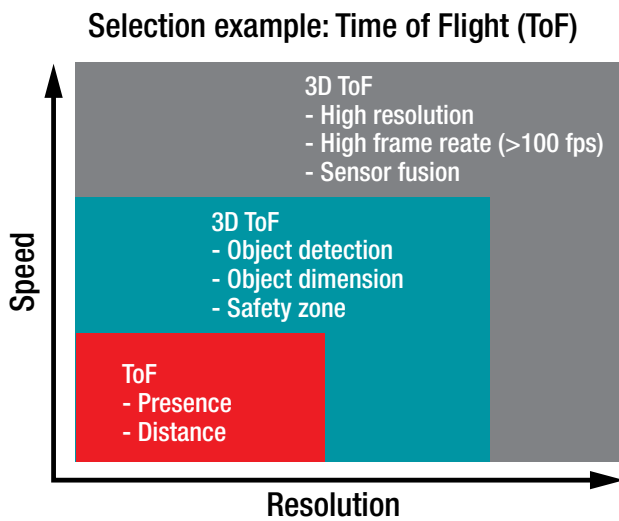 Selection example: Time of Flight (ToF)
3D ToF
- High resolution
- High frame reate (>100 fps)
- Sensor fusion
3D ToF
- Object detection
- Object dimension
- Safety zone
ToF
- Presence
- Distance
Speed
Resolution